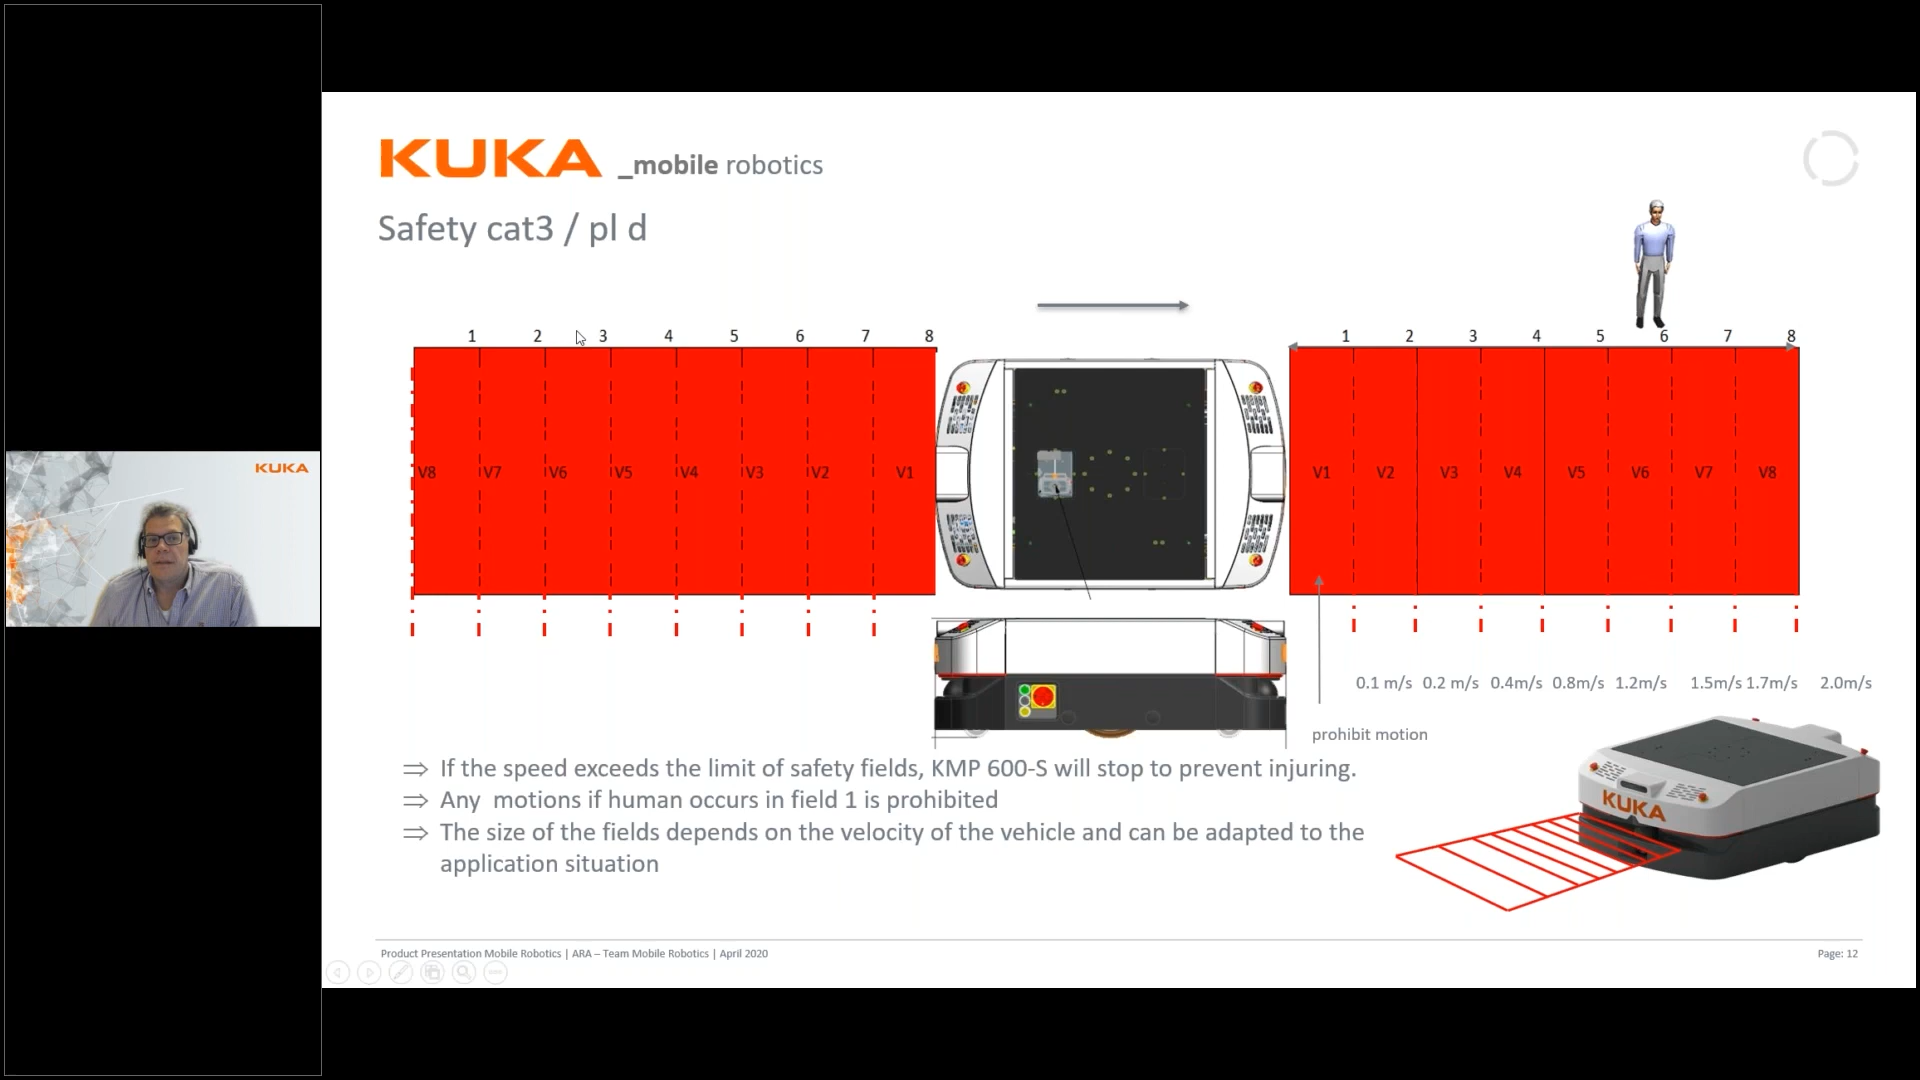 KUKA _mobile robotics
Safety cat3 / pl d
1 2 3 4 5 6 7 8
1 2 3 4 5 6 7 8
V8 V7 V6 V5 V4 V3 V2 V1
V1 V2 V3 V4 V5 V6 V7 V8
KUKA
0.1 m/s 0.2 m/s 0.4m/s 0.8m/s 1.2m/s 1.5m/s 1.7m/s 2.0m/s
prohibit motion
⇒ If the speed exceeds the limit of safety fields, KMP 600-S will stop to prevent injuring.
⇒ Any motions if human occurs in field 1 is prohibited
⇒ The size of the fields depends on the velocity of the vehicle and can be adapted to the
application situation
KUKA
Product Presentation Mobile Robotics | ARA – Team Mobile Robotics | April 2020
Page: 12